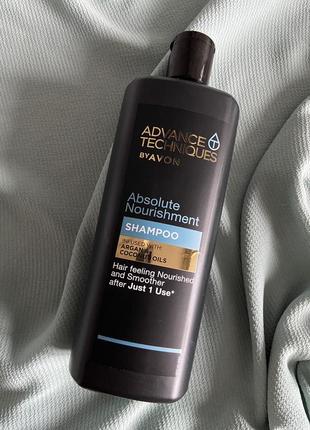 ADVANCE
TECHNIQUES
BY AVON
Absolute
Nourishment
SHAMPOO
INFUSED WITH
ARGAN &
COCONUT OILS
Hair feeling Nourished
and Smoother
after Just 1 Use*